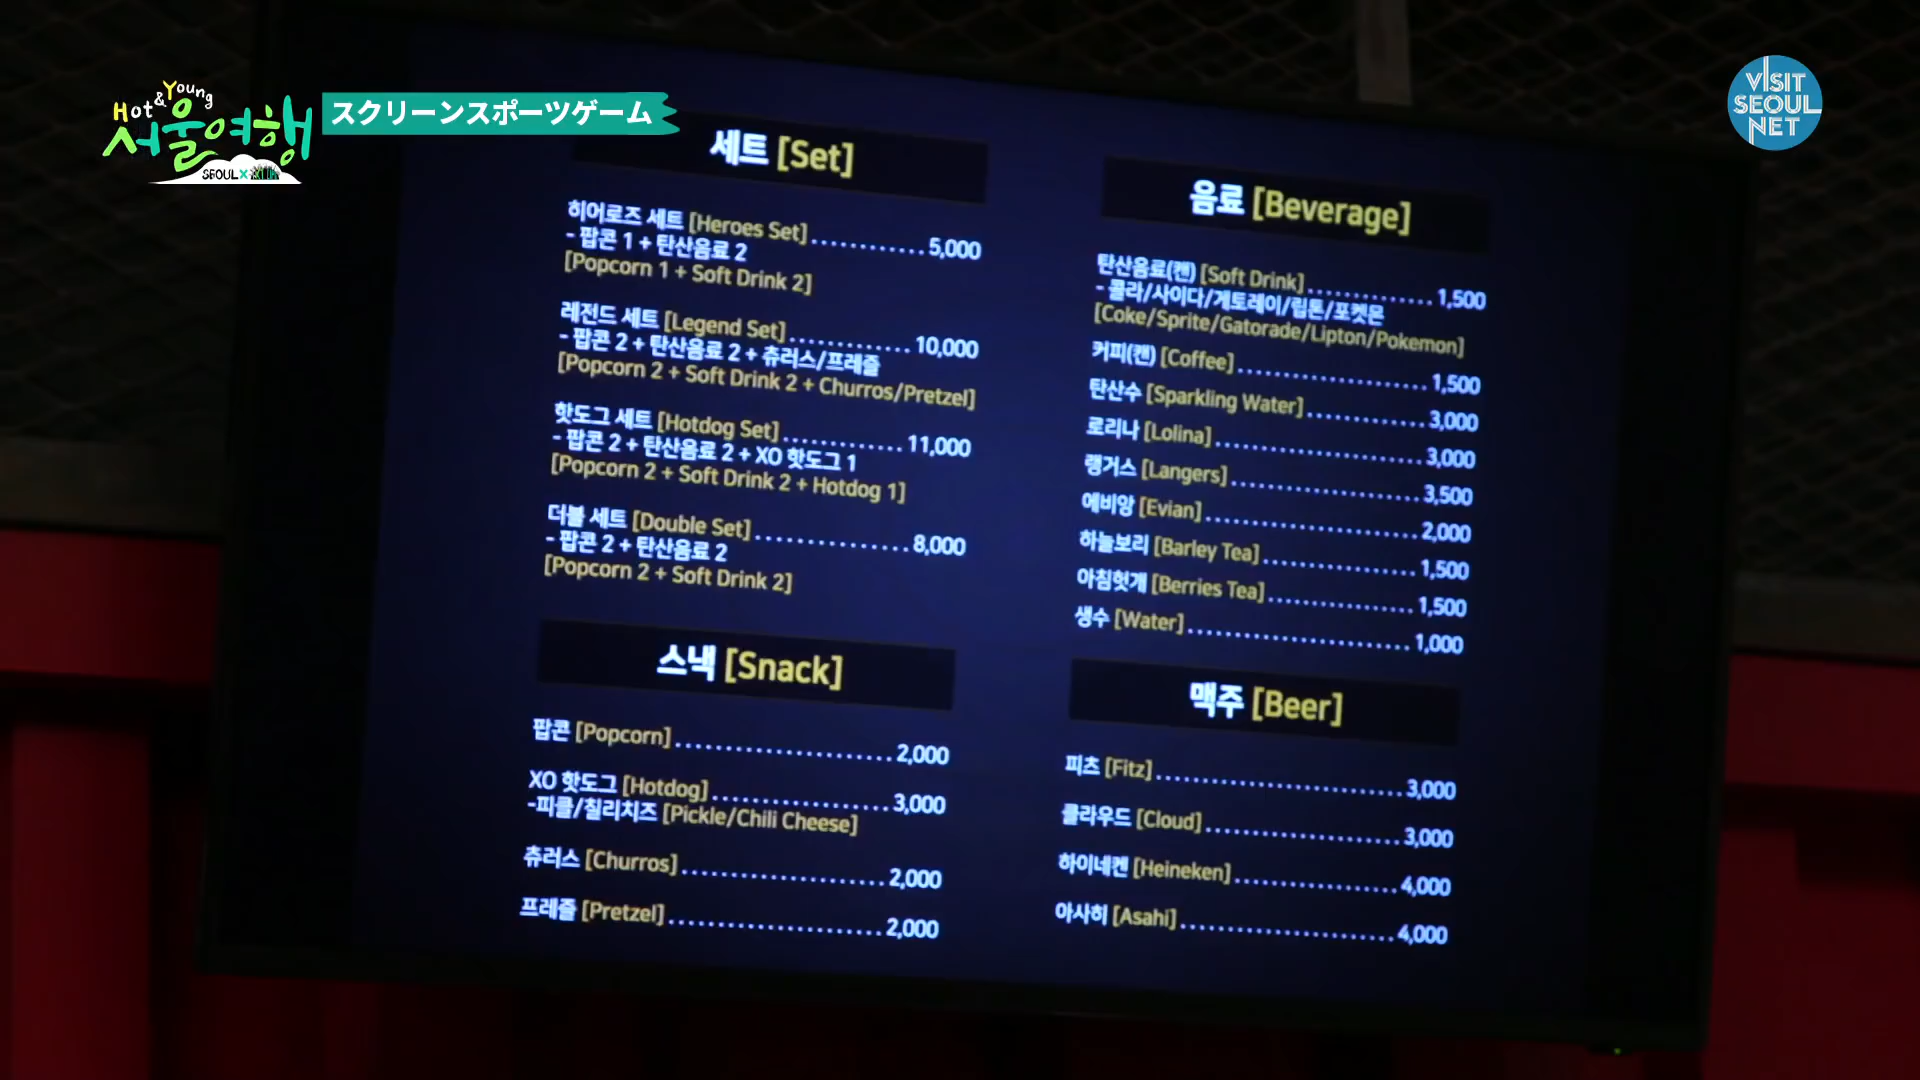 Hot&Young
서울여행
SEOUL×
スクリーンスポーツゲーム
VISIT
SEOUL
NET
세트 [Set]
히어로즈 세트 [Heroes Set]............5,000
- 팝콘 1 + 탄산음료 2
[Popcorn 1 + Soft Drink 2]
레전드 세트 [Legend Set]............10,000
- 팝콘 2 + 탄산음료 2 + 츄러스/프레즐
[Popcorn 2 + Soft Drink 2 + Churros/Pretzel]
핫도그 세트 [Hotdog Set]............11,000
- 팝콘 2 + 탄산음료 2 + XO 핫도그 1
[Popcorn 2 + Soft Drink 2 + Hotdog 1]
더블 세트 [Double Set]...............8,000
- 팝콘 2 + 탄산음료 2
[Popcorn 2 + Soft Drink 2]
스낵 [Snack]
팝콘 [Popcorn].....................2,000
XO 핫도그 [Hotdog].................3,000
-피클/칠리치즈 [Pickle/Chili Cheese]
츄러스 [Churros]....................2,000
프레즐 [Pretzel].....................2,000
음료 [Beverage]
탄산음료(캔) [Soft Drink].............1,500
- 콜라/사이다/게토레이/립톤/포켓몬
[Coke/Sprite/Gatorade/Lipton/Pokemon]
커피(캔) [Coffee]...................1,500
탄산수 [Sparkling Water]............3,000
로리나 [Lolina].....................3,000
랭거스 [Langers]...................3,500
에비앙 [Evian].....................2,000
하늘보리 [Barley Tea]...............1,500
아침헛개 [Berries Tea]..............1,500
생수 [Water]......................1,000
맥주 [Beer]
피츠 [Fitz].........................3,000
클라우드 [Cloud]...................3,000
하이네켄 [Heineken]................4,000
아사히 [Asahi].....................4,000